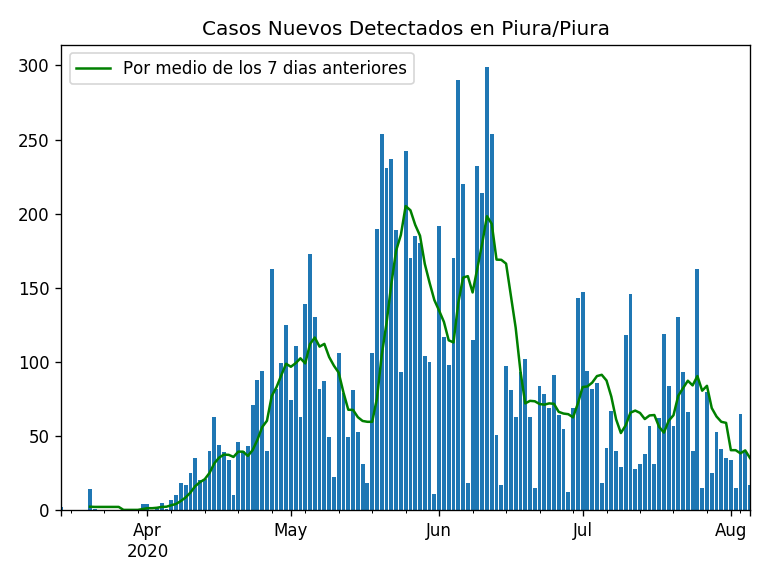 Casos Nuevos Detectados en Piura/Piura
Por medio de los 7 dias anteriores
300
250
200
150
100
50
0
Apr
2020
May
Jun
Jul
Aug